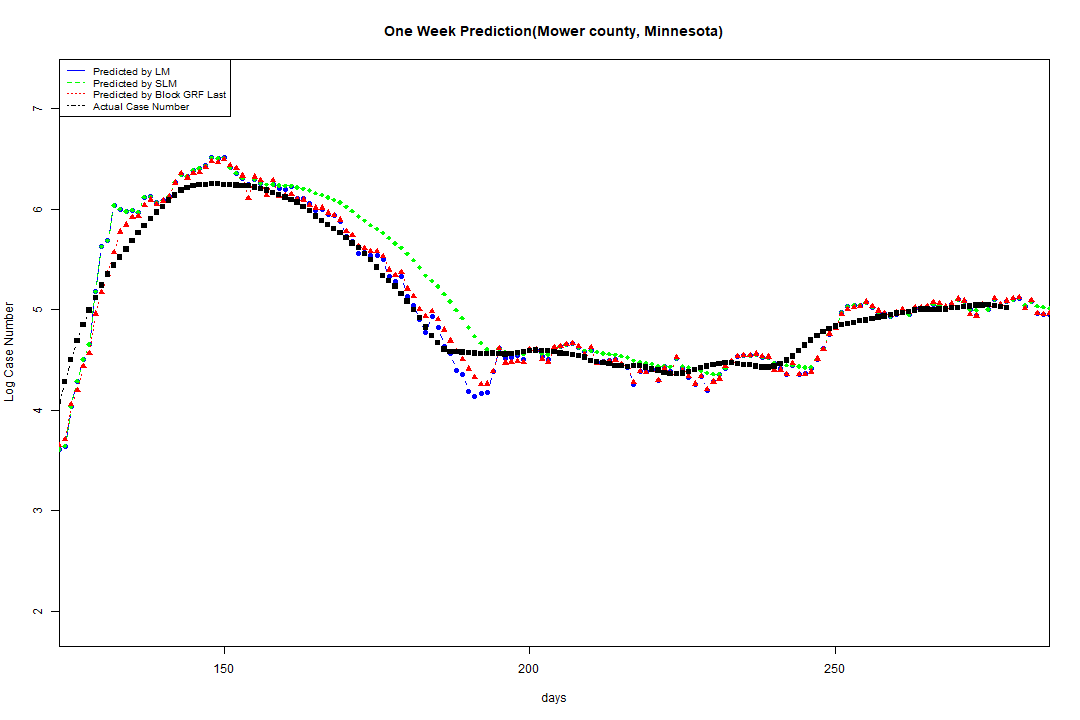 One Week Prediction(Mower county, Minnesota)
Predicted by LM
Predicted by SLM
Predicted by Block GRF Last
Actual Case Number
7
6
5
4
3
2
Log Case Number
150 200 250
days